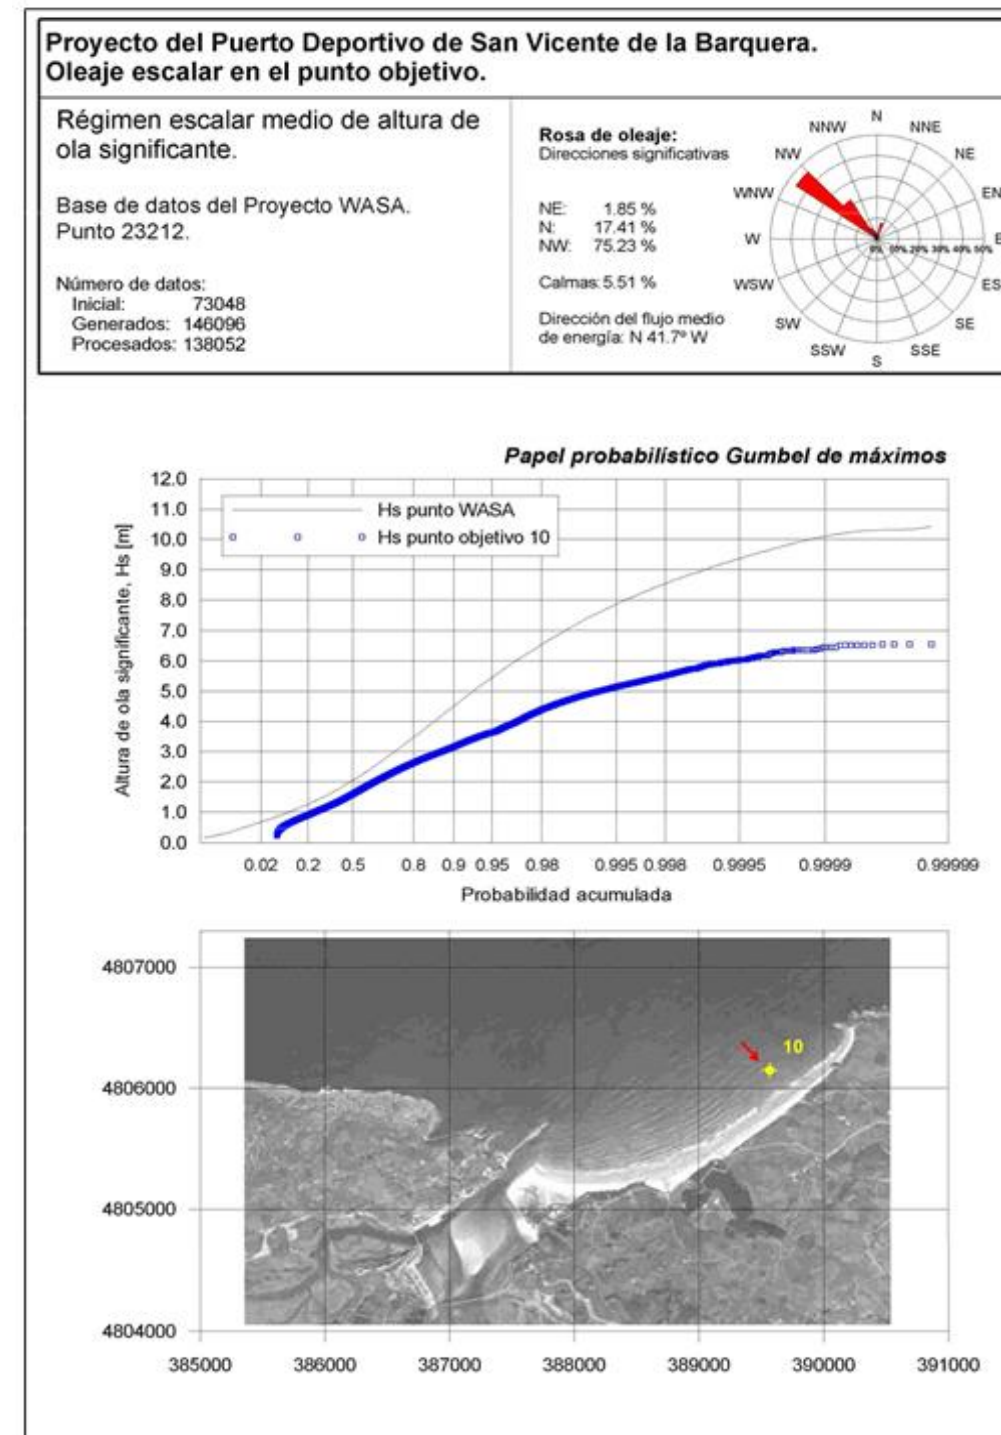 Proyecto del Puerto Deportivo de San Vicente de la Barquera.
Oleaje escalar en el punto objetivo.
Régimen escalar medio de altura de
ola significante.
Base de datos del Proyecto WASA.
Punto 23212.
Número de datos:
Inicial: 73048
Generados: 146096
Procesados: 138052
Rosa de oleaje:
Direcciones significativas
NE: 1.85 %
N: 17.41 %
NW: 75.23 %
Calmas: 5.51 %
Dirección del flujo medio
de energía: N 41.7º W
N
NNW NNE
NW NE
WNW EN
W E
0% 10% 20% 30% 40% 50%
WSW ES
SW SE
SSW SSE
S
Papel probabilístico Gumbel de máximos
Hs punto WASA
Hs punto objetivo 10
Altura de ola significante, Hs [m]
12.0
11.0
10.0
9.0
8.0
7.0
6.0
5.0
4.0
3.0
2.0
1.0
0.0
0.02 0.2 0.5 0.8 0.9 0.95 0.98 0.995 0.998 0.9995 0.9999 0.99999
Probabilidad acumulada
4807000
4806000
4805000
4804000
10
385000 386000 387000 388000 389000 390000 391000